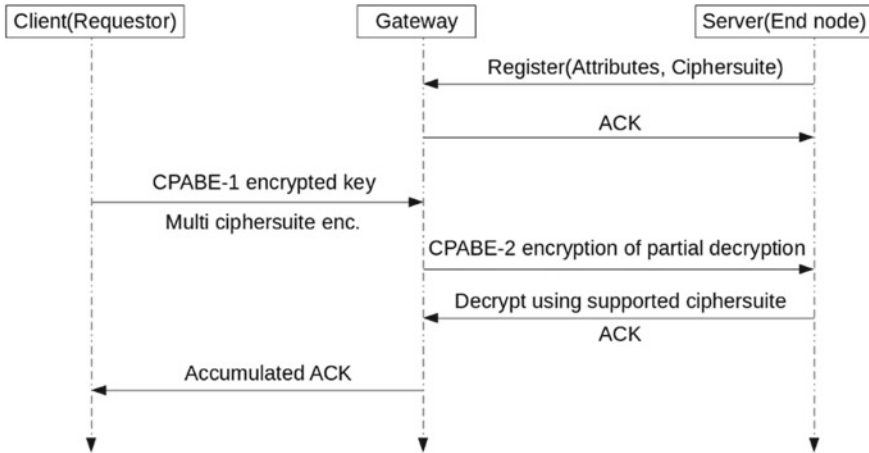 Client(Requestor)
Gateway
Server(End node)
Register(Attributes, Ciphersuite)
ACK
CPABE-1 encrypted key
Multi ciphersuite enc.
CPABE-2 encryption of partial decryption
Decrypt using supported ciphersuite
ACK
Accumulated ACK